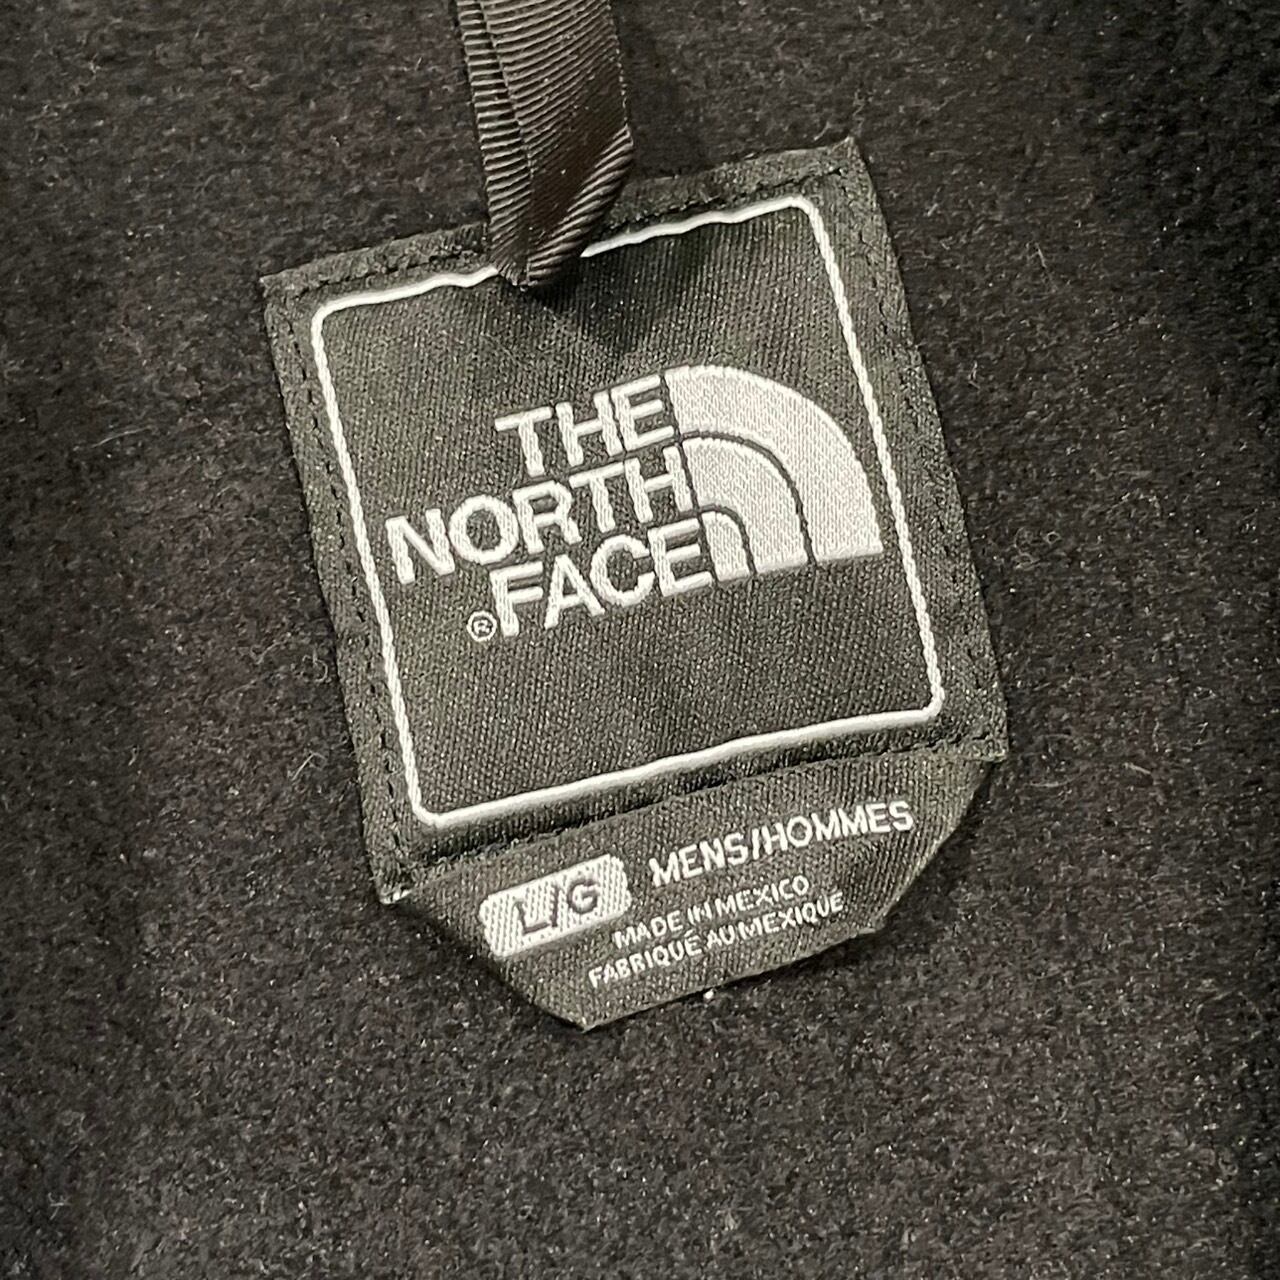 THE
NORTH
®FACE
L/G MENS/HOMMES
MADE IN MEXICO
FABRIQUÉ AU MEXIQUE